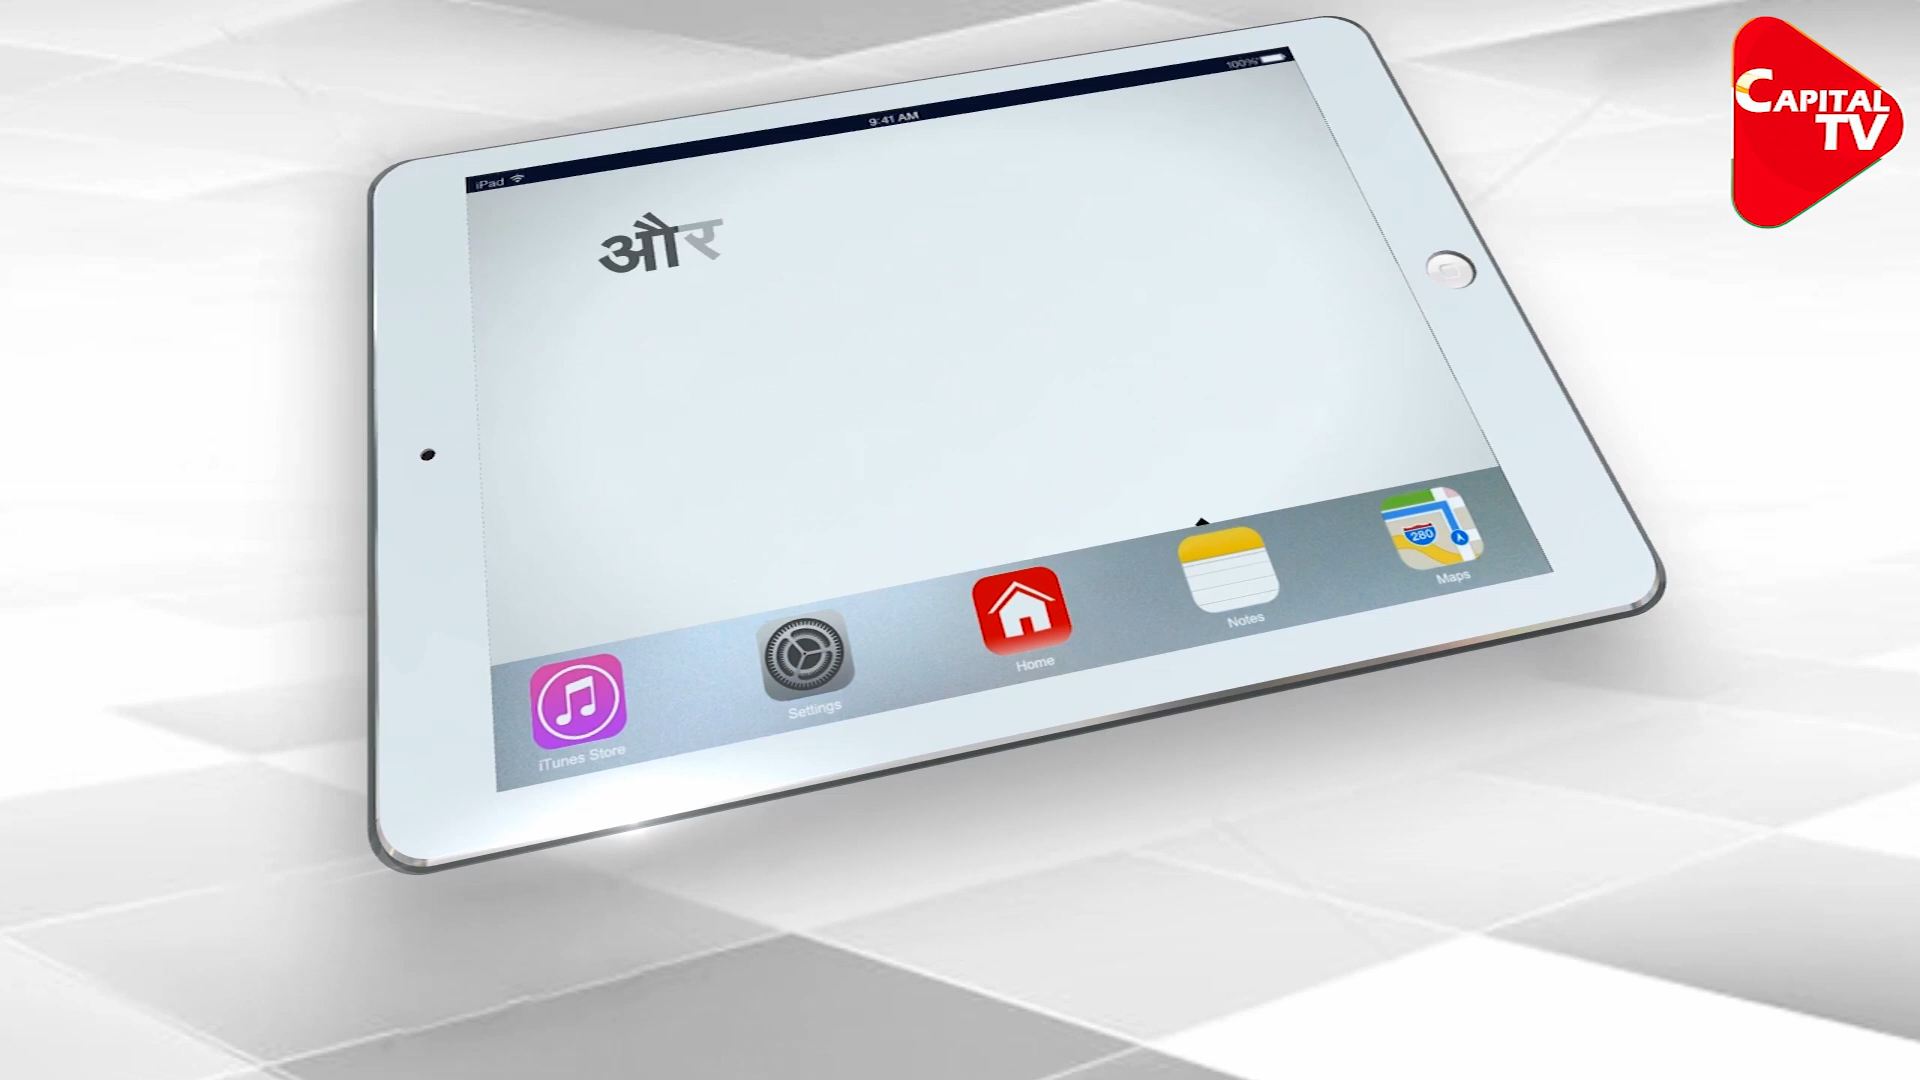 CAPITAL
TV
iPad
9:41 AM
100%
और
280
iTunes Store
Settings
Home
Notes
Maps